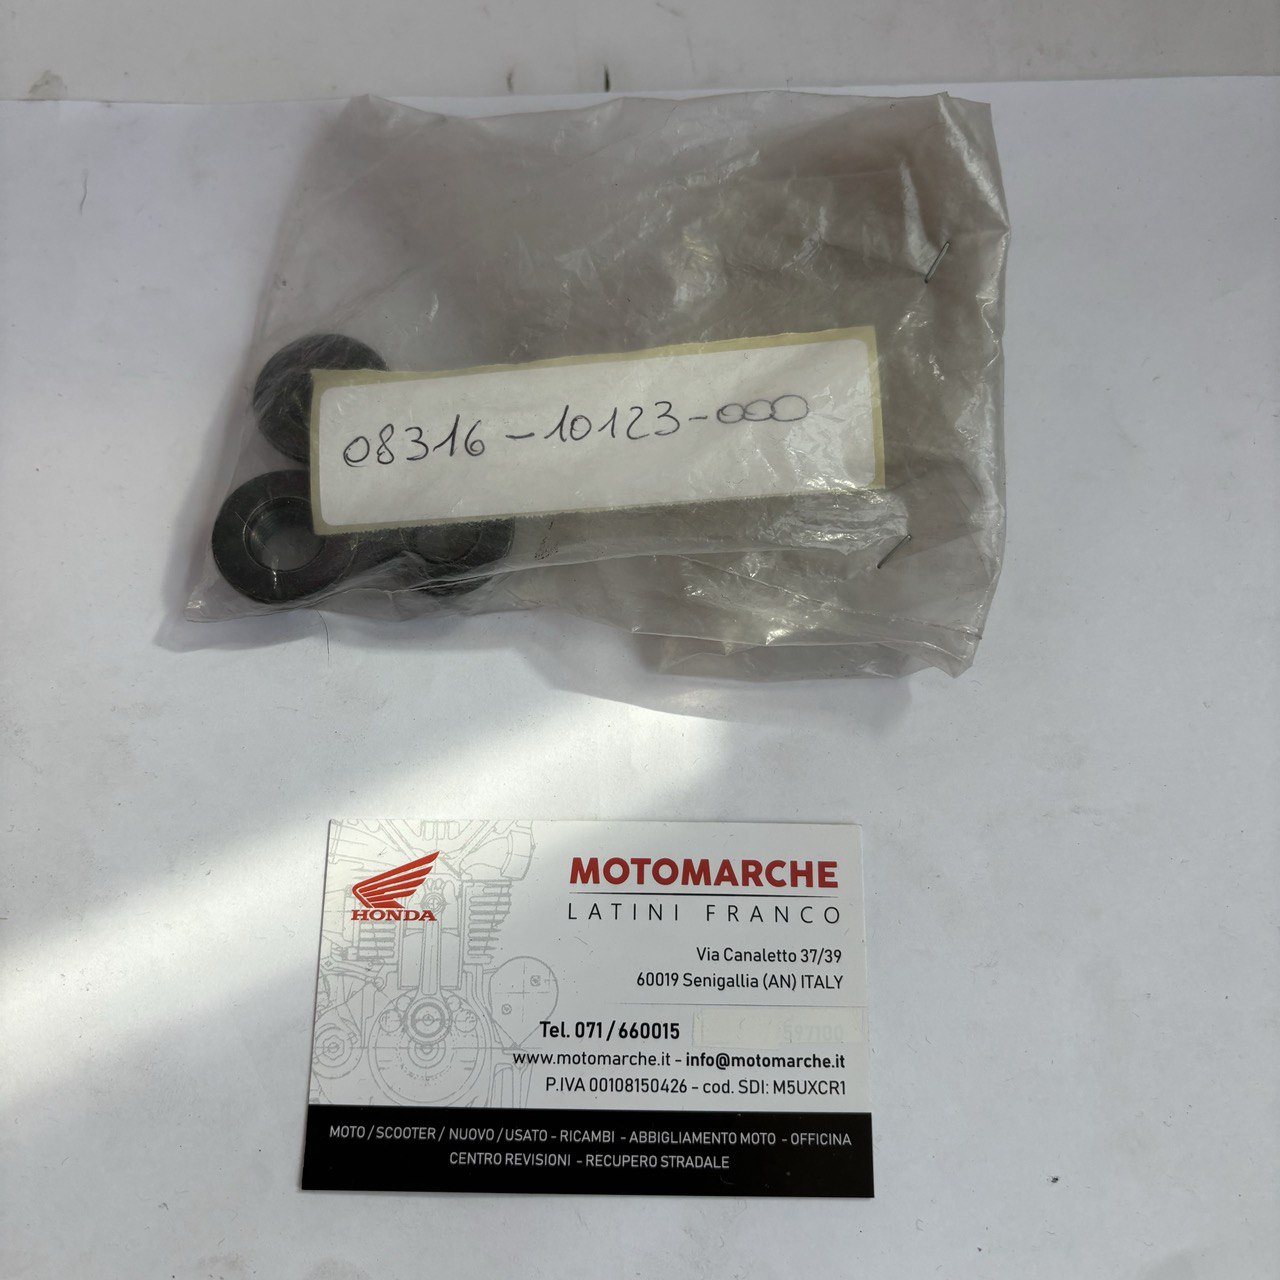 08316-10123-000
HONDA
MOTOMARCHE
LATINI FRANCO
Via Canaletto 37/39
60019 Senigallia (AN) ITALY
Tel. 071/660015 597100
www.motomarche.it - info@motomarche.it
P.IVA 00108150426 - cod. SDI: M5UXCR1
MOTO / SCOOTER / NUOVO / USATO - RICAMBI - ABBIGLIAMENTO MOTO - OFFICINA
CENTRO REVISIONI - RECUPERO STRADALE